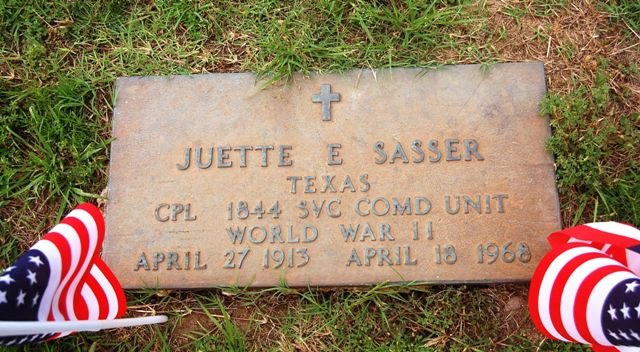 JUETTE E SASSER
TEXAS
CPL 1844 SVC COMD UNIT
WORLD WAR II
APRIL 27 1913 APRIL 18 1968